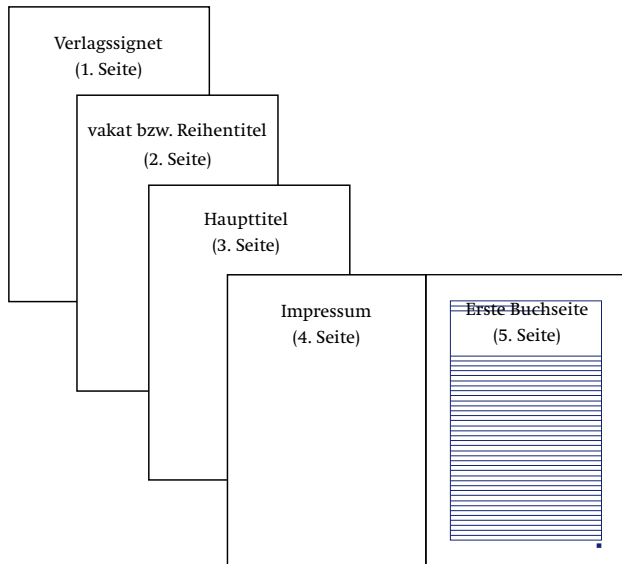 Verlagssignet
(1. Seite)
vakat bzw. Reihentitel
(2. Seite)
Haupttitel
(3. Seite)
Impressum
(4. Seite)
Erste Buchseite
(5. Seite)